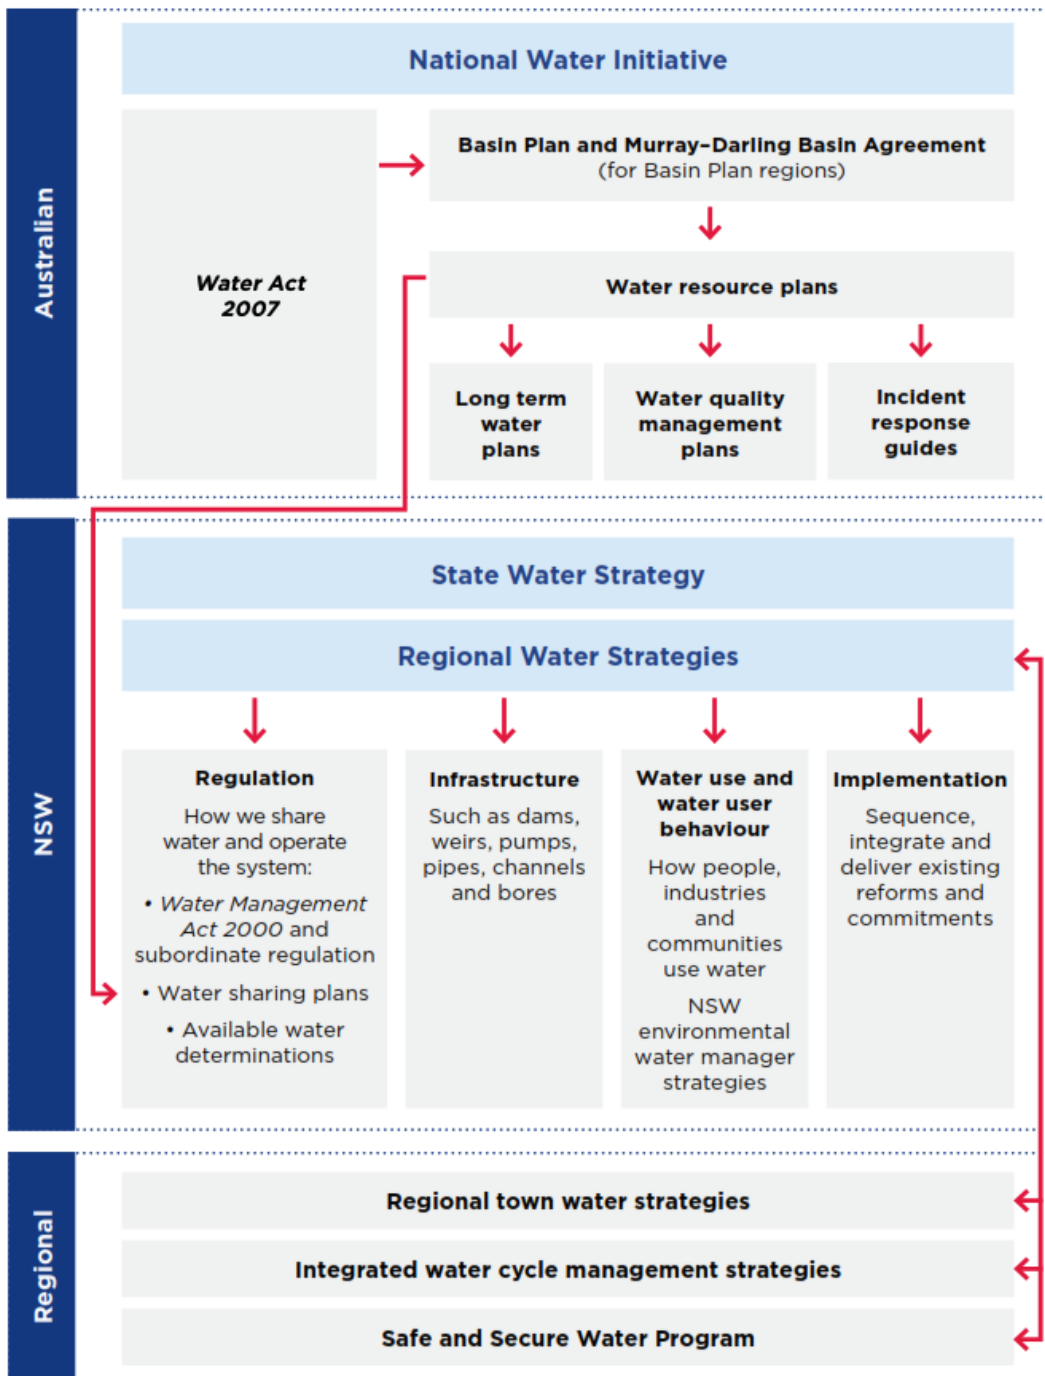 Australian
National Water Initiative
Water Act
2007
Basin Plan and Murray–Darling Basin Agreement
(for Basin Plan regions)
Water resource plans
Long term
water
plans
Water quality
management
plans
Incident
response
guides
NSW
State Water Strategy
Regional Water Strategies
Regulation
How we share
water and operate
the system:
• Water Management
Act 2000 and
subordinate regulation
• Water sharing plans
• Available water
determinations
Infrastructure
Such as dams,
weirs, pumps,
pipes, channels
and bores
Water use and
water user
behaviour
How people,
industries
and
communities
use water
NSW
environmental
water manager
strategies
Implementation
Sequence,
integrate and
deliver existing
reforms and
commitments
Regional
Regional town water strategies
Integrated water cycle management strategies
Safe and Secure Water Program